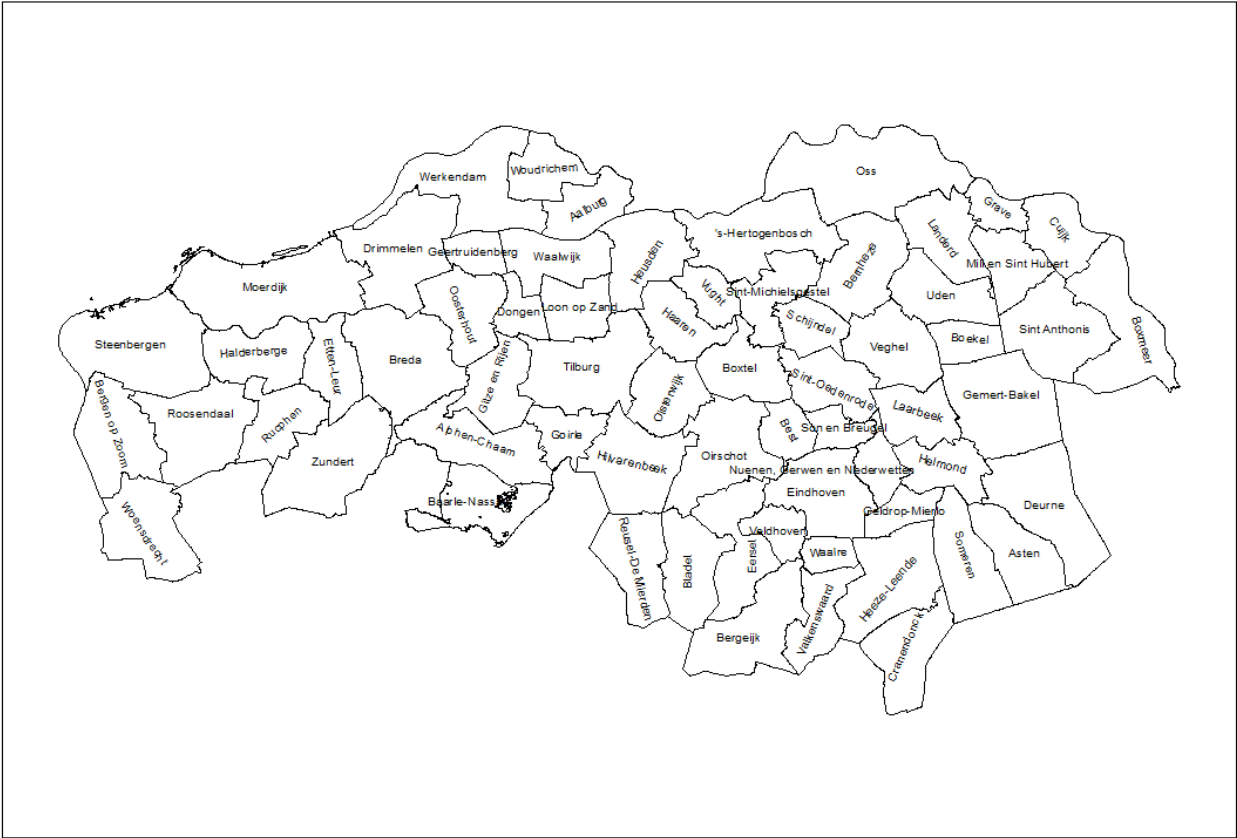 Woudrichem
Werkendam
Oss
Aalburg
Grave
Cuijk
Landerd
's-Hertogenbosch
Drimmelen
Geertruidenberg
Waalwijk
Heusden
Bernheze
Mill en Sint Hubert
Moerdijk
Vught
Sint-Michielsgestel
Uden
Oosterhout
Dongen
Loon op Zand
Haaren
Schijndel
Sint Anthonis
Boxmeer
Steenbergen
Halderberge
Etten-Leur
Breda
Veghel
Boekel
Gilze en Rijen
Tilburg
Boxtel
Oisterwijk
Sint-Oedenrode
Gemert-Bakel
Bergen op Zoom
Roosendaal
Rucphen
Laarbeek
Alphen-Chaam
Goirle
Best
Son en Breugel
Zundert
Hilvarenbeek
Oirschot
Nuenen, Gerwen en Nederwetten
Helmond
Eindhoven
Baarle-Nass
Geldrop-Mierlo
Deurne
Woensdrecht
Veldhoven
Waalre
Eersel
Someren
Asten
Reusel-De Mierden
Bladel
Heeze-Leende
Valkenswaard
Bergeijk
Cranendonck